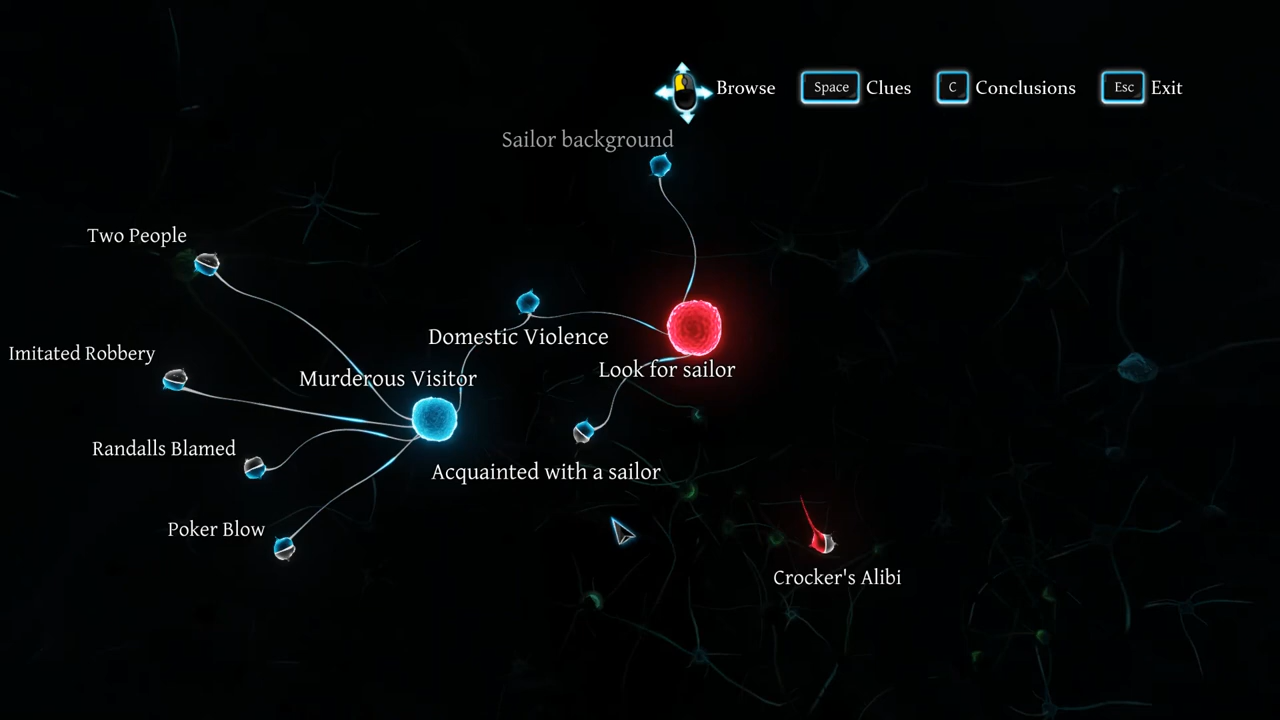 Browse
Space
Clues
C
Conclusions
Esc
Exit
Sailor background
Two People
Domestic Violence
Imitated Robbery
Look for sailor
Murderous Visitor
Randalls Blamed
Acquainted with a sailor
Poker Blow
Crocker's Alibi